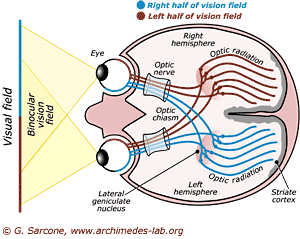 Right half of vision field
Left half of vision field
Visual field
Binocular
vision
field
Eye
Optic
nerve
Right
hemisphere
Optic radiation
Optic
chiasm
Lateral
geniculate
nucleus
Left
hemisphere
Optic radiation
Striate
cortex
© G. Sarcone, www.archimedes-lab.org